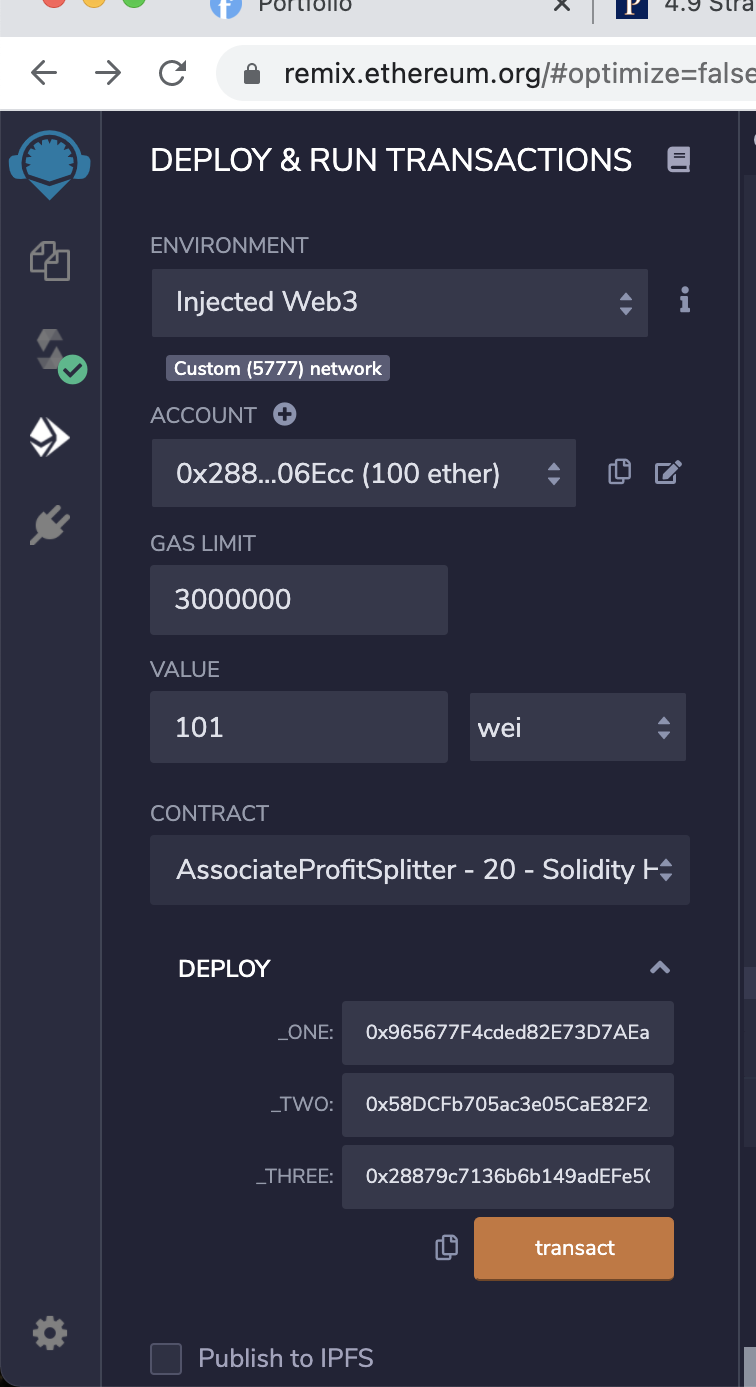 Portfolio
4.9 Stra
remix.ethereum.org/#optimize=false
DEPLOY & RUN TRANSACTIONS
ENVIRONMENT
Injected Web3
Custom (5777) network
ACCOUNT
0x288...06Ecc (100 ether)
GAS LIMIT
3000000
VALUE
101 wei
CONTRACT
AssociateProfitSplitter - 20 - Solidity H
DEPLOY
_ONE: 0x965677F4cded82E73D7AEa
_TWO: 0x58DCFb705ac3e05CaE82F2
_THREE: 0x28879c7136b6b149adEFe5
transact
Publish to IPFS